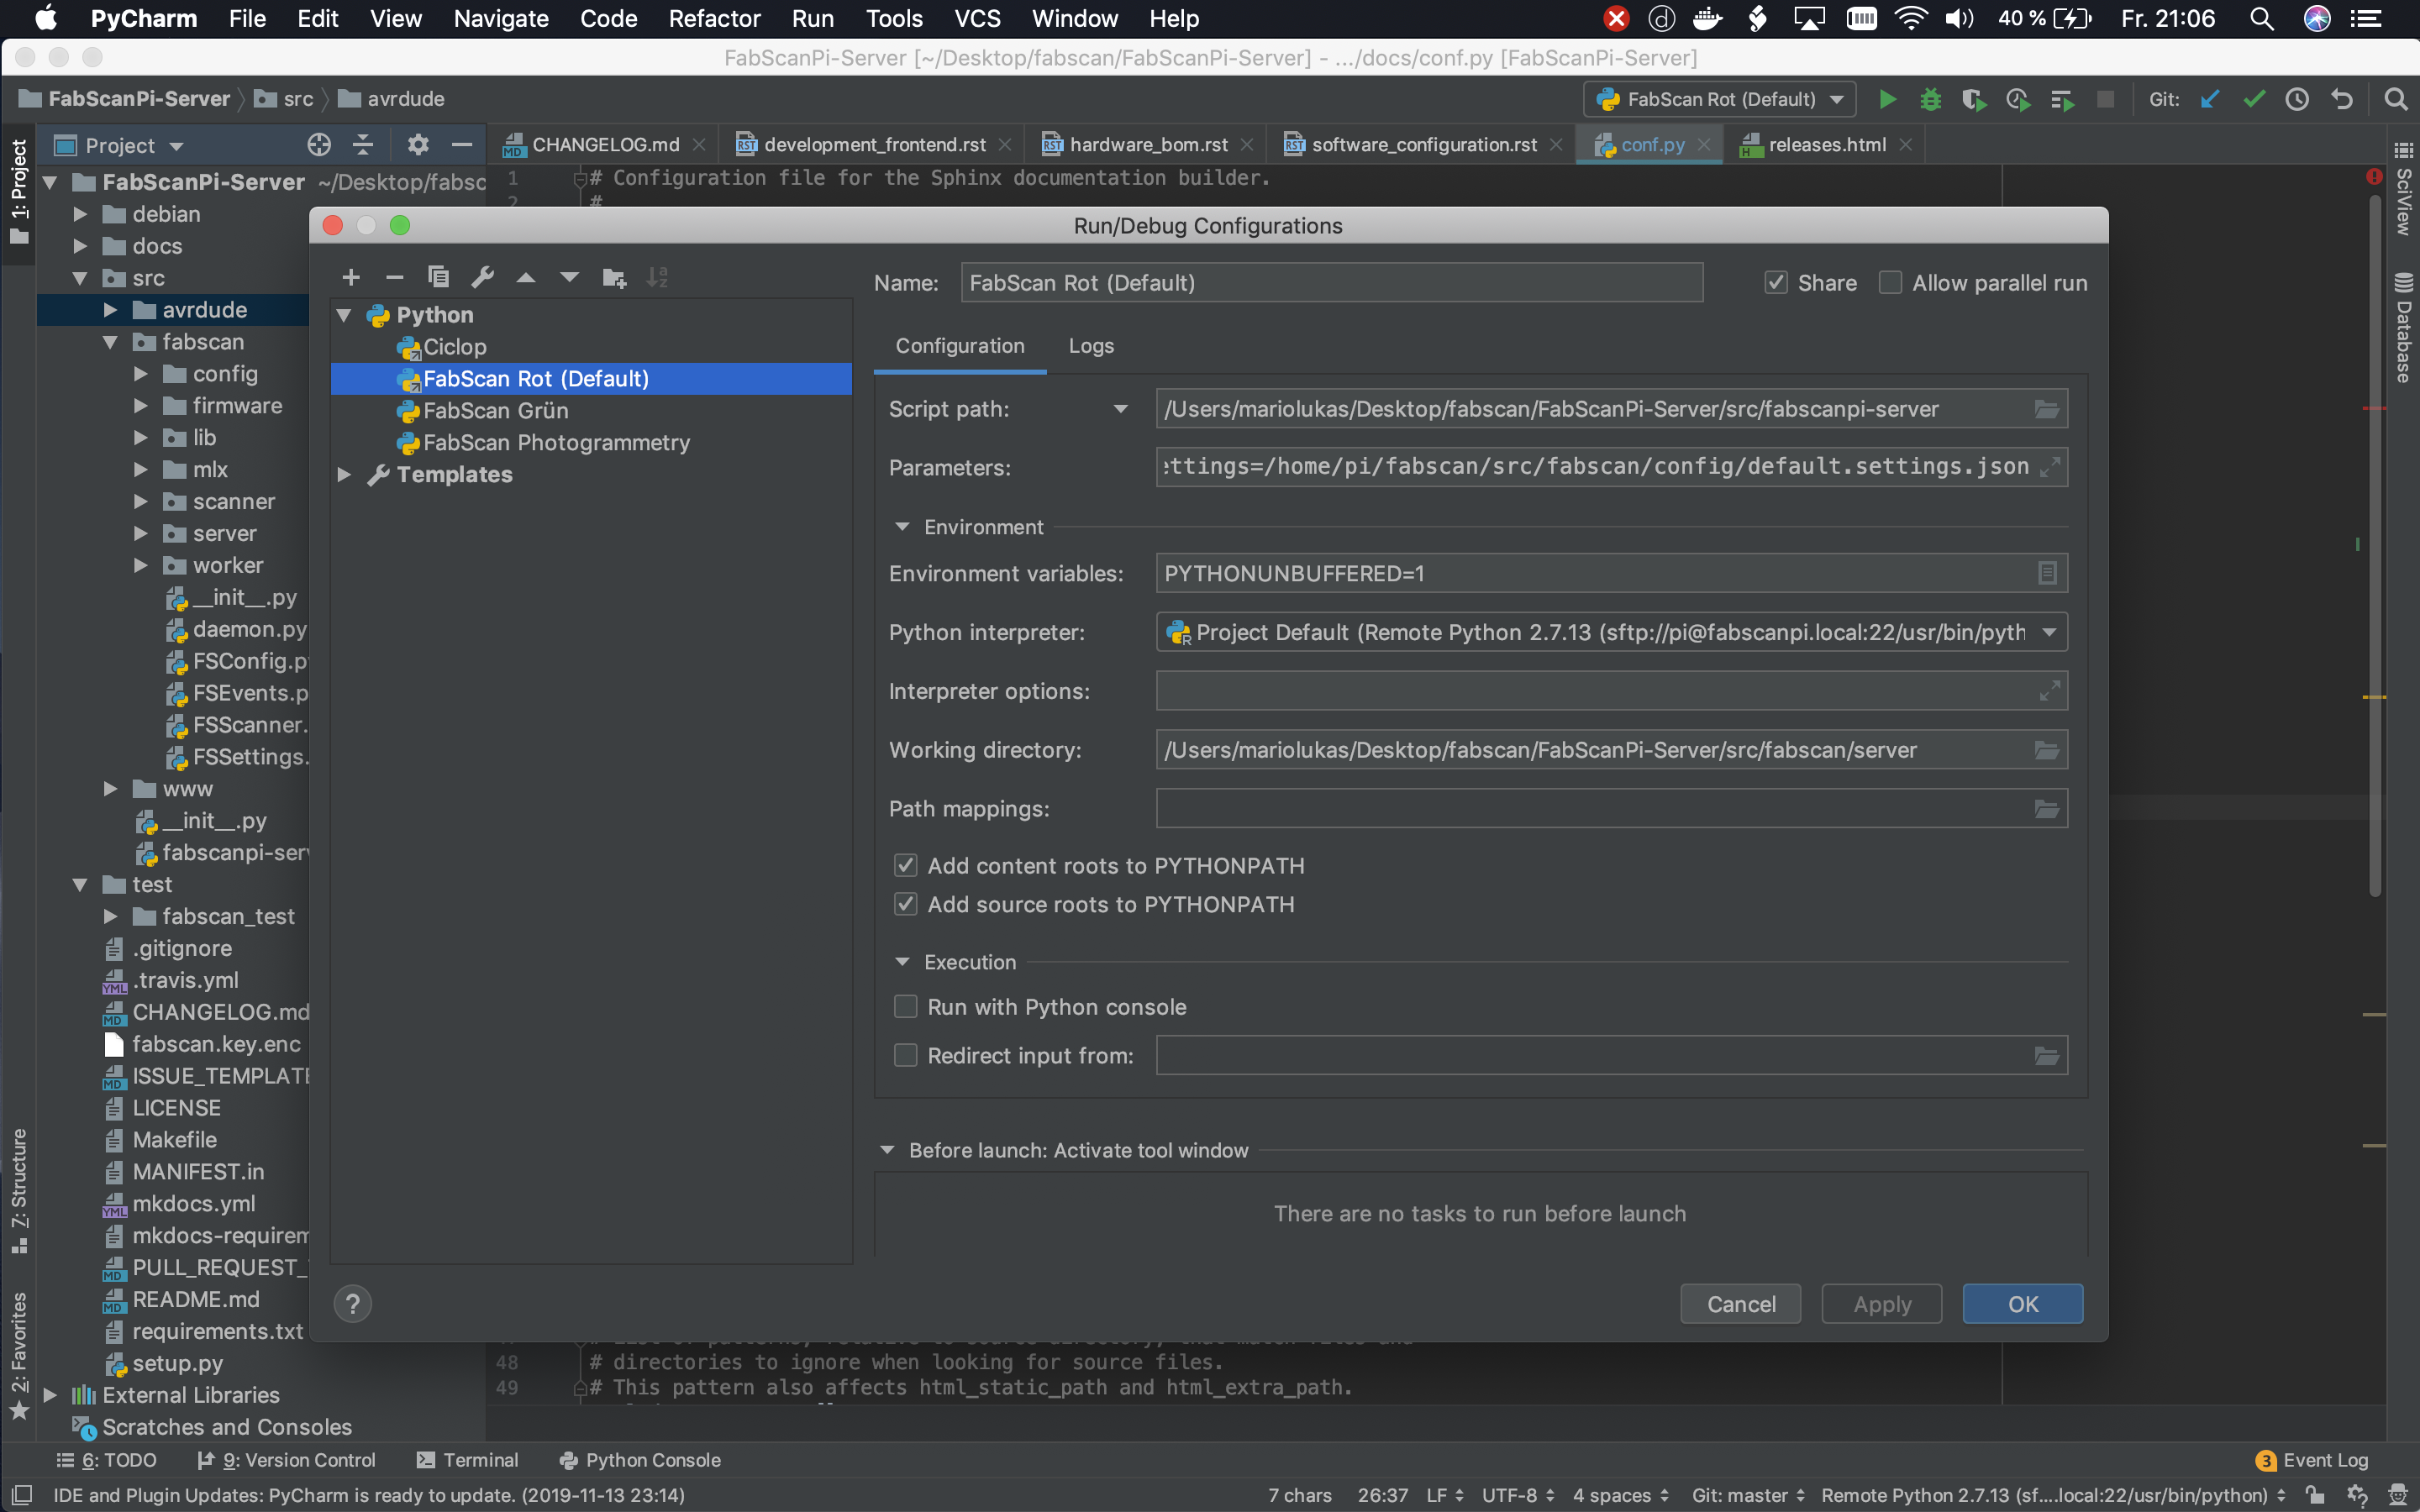 PyCharm File Edit View Navigate Code Refactor Run Tools VCS Window Help 40 % Fr. 21:06
FabScanPi-Server [~/Desktop/fabscan/FabScanPi-Server] - .../docs/conf.py [FabScanPi-Server]
FabScanPi-Server src avrdude FabScan Rot (Default) Git:
Project
CHANGELOG.md development_frontend.rst hardware_bom.rst software_configuration.rst conf.py releases.html
1: Project
7: Structure
2: Favorites
SciView
Database
FabScanPi-Server ~/Desktop/fabsc
debian
docs
src
avrdude
fabscan
config
firmware
lib
mlx
scanner
server
worker
__init__.py
daemon.py
FSConfig.p
FSEvents.p
FSScanner.
FSSettings.
www
__init__.py
fabscanpi-ser
test
fabscan_test
.gitignore
.travis.yml
CHANGELOG.md
fabscan.key.enc
ISSUE_TEMPLATE
LICENSE
Makefile
MANIFEST.in
mkdocs.yml
mkdocs-requirem
PULL_REQUEST_
README.md
requirements.txt
setup.py
External Libraries
Scratches and Consoles
1 # Configuration file for the Sphinx documentation builder.
2 #
Run/Debug Configurations
Python
Ciclop
FabScan Rot (Default)
FabScan Grün
FabScan Photogrammetry
Templates
Name: FabScan Rot (Default) Share Allow parallel run
Configuration Logs
Script path: /Users/mariolukas/Desktop/fabscan/FabScanPi-Server/src/fabscanpi-server
Parameters: ettings=/home/pi/fabscan/src/fabscan/config/default.settings.json
Environment
Environment variables: PYTHONUNBUFFERED=1
Python interpreter: Project Default (Remote Python 2.7.13 (sftp://pi@fabscanpi.local:22/usr/bin/pyth
Interpreter options:
Working directory: /Users/mariolukas/Desktop/fabscan/FabScanPi-Server/src/fabscan/server
Path mappings:
Add content roots to PYTHONPATH
Add source roots to PYTHONPATH
Execution
Run with Python console
Redirect input from:
Before launch: Activate tool window
There are no tasks to run before launch
? Cancel Apply OK
48 # directories to ignore when looking for source files.
49 # This pattern also affects html_static_path and html_extra_path.
6: TODO 9: Version Control Terminal Python Console 3 Event Log
IDE and Plugin Updates: PyCharm is ready to update. (2019-11-13 23:14) 7 chars 26:37 LF UTF-8 4 spaces Git: master Remote Python 2.7.13 (sf....local:22/usr/bin/python)